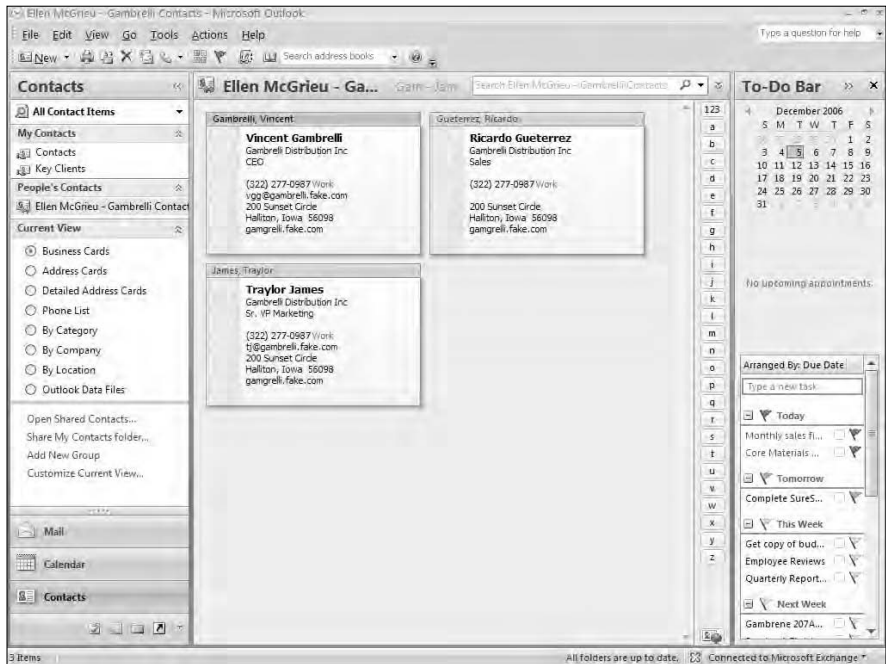 Ellen McGrieu - Gambrelli Contacts - Microsoft Outlook
File Edit View Go Tools Actions Help
Type a question for help
New
Search address books
Contacts
All Contact Items
My Contacts
Contacts
Key Clients
People's Contacts
Ellen McGrieu - Gambrelli Contact
Current View
Business Cards
Address Cards
Detailed Address Cards
Phone List
By Category
By Company
By Location
Outlook Data Files
Open Shared Contacts...
Share My Contacts folder...
Add New Group
Customize Current View...
Mail
Calendar
Contacts
Ellen McGrieu - Ga...
Gam - Jam
Search Ellen McGrieu - Gambrelli Contacts
Gambrelli, Vincent
Vincent Gambrelli
Gambrelli Distribution Inc
CEO
(322) 277-0987 Work
vgg@gambrelli.fake.com
200 Sunset Circle
Halliton, Iowa 56098
gamgrelli.fake.com
Gueterrez, Ricardo
Ricardo Gueterrez
Gambrelli Distribution Inc
Sales
(322) 277-0987 Work
200 Sunset Circle
Halliton, Iowa 56098
gamgrelli.fake.com
James, Traylor
Traylor James
Gambrelli Distribution Inc
Sr. VP Marketing
(322) 277-0987 Work
tj@gambrelli.fake.com
200 Sunset Circle
Halliton, Iowa 56098
gamgrelli.fake.com
123
a
b
c
d
e
f
g
h
i
j
k
l
m
n
o
p
q
r
s
t
u
v
w
x
y
z
To-Do Bar
December 2006
S M T W T F S
1 2
3 4 5 6 7 8 9
10 11 12 13 14 15 16
17 18 19 20 21 22 23
24 25 26 27 28 29 30
31
No upcoming appointments.
Arranged By: Due Date
Type a new task
Today
Monthly sales fi...
Core Materials ...
Tomorrow
Complete SureS...
This Week
Get copy of bud...
Employee Reviews
Quarterly Report...
Next Week
Gambrene 207A...
3 Items
All folders are up to date.
Connected to Microsoft Exchange